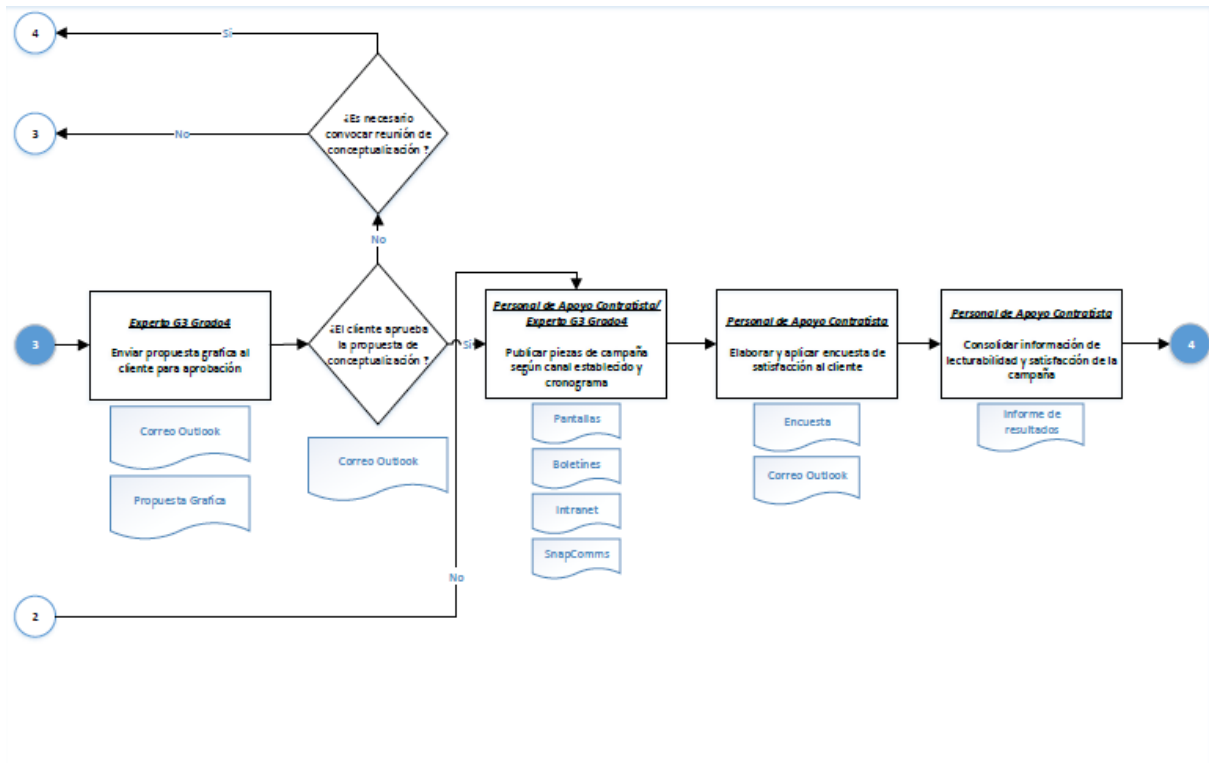 4
Si
3
No
¿Es necesario
convocar reunión de
conceptualización ?
No
3
Experto G3 Grado4
Enviar propuesta grafica al
cliente para aprobación
Correo Outlook
Propuesta Grafica
¿El cliente aprueba
la propuesta de
conceptualización ?
Correo Outlook
Si
Personal de Apoyo Contratista/
Experto G3 Grado4
Publicar piezas de campaña
según canal establecido y
cronograma
Pantallas
Boletines
Intranet
SnapComms
Personal de Apoyo Contratista
Elaborar y aplicar encuesta de
satisfacción al cliente
Encuesta
Correo Outlook
Personal de Apoyo Contratista
Consolidar información de
lecturabilidad y satisfacción de la
campaña
Informe de
resultados
4
No
2